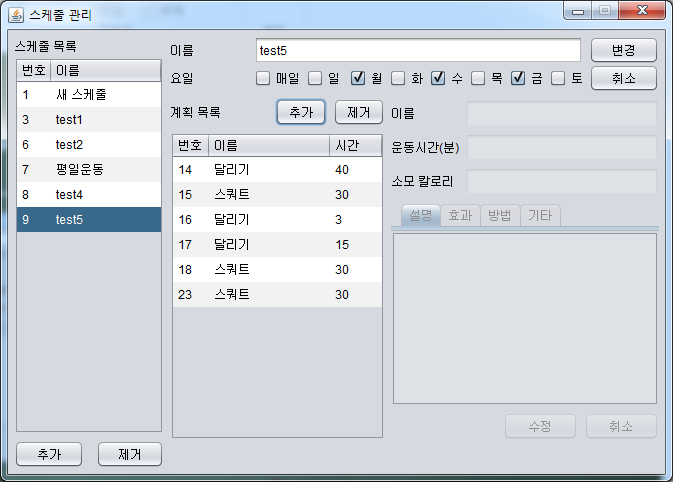 스케줄 관리
스케줄 목록
번호 이름
1 새 스케줄
3 test1
6 test2
7 평일운동
8 test4
9 test5
추가 제거
이름 test5 변경
요일 매일 일 월 화 수 목 금 토 취소
계획 목록 추가 제거
번호 이름 시간
14 달리기 40
15 스쿼트 30
16 달리기 3
17 달리기 15
18 스쿼트 30
23 스쿼트 30
이름
운동시간(분)
소모 칼로리
설명 효과 방법 기타
수정 취소